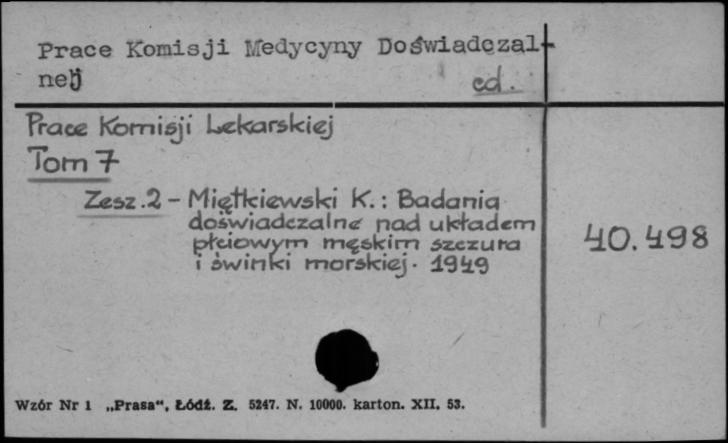 Prace Komisji Medycyny Doświadczal-
nej
cd.
Prace Komisji Lekarskiej
Tom 7
Zesz. 2 - Miętkiewski K.: Badania
doświadczalne nad układem
płciowym męskim szczura
i świnki morskiej. 1949
40.498
Wzór Nr 1 „Prasa“, Łódź. Z. 5247. N. 10000. karton. XII. 53.